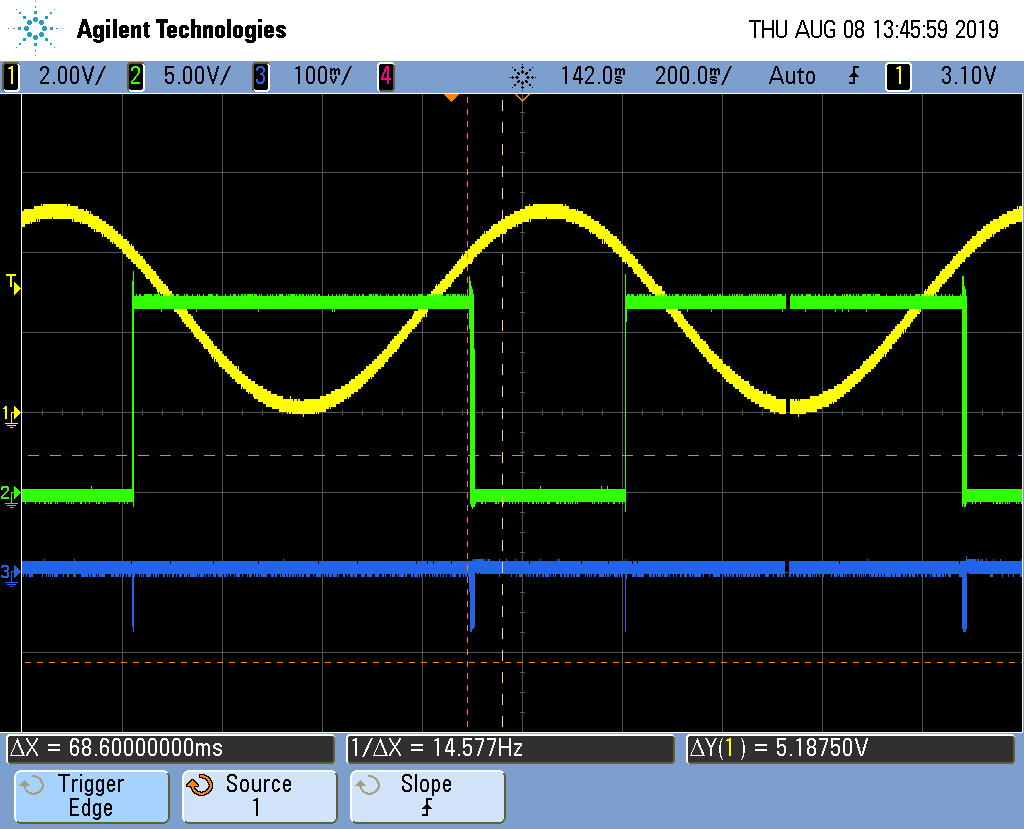 Agilent Technologies
THU AUG 08 13:45:59 2019
1 2.00V/ 2 5.00V/ 3 100mV/ 4 142.0ms 200.0ms/ Auto 1 3.10V
T
1
2
3
ΔX = 68.60000000ms 1/ΔX = 14.577Hz ΔY(1) = 5.18750V
Trigger
Edge
Source
1
Slope